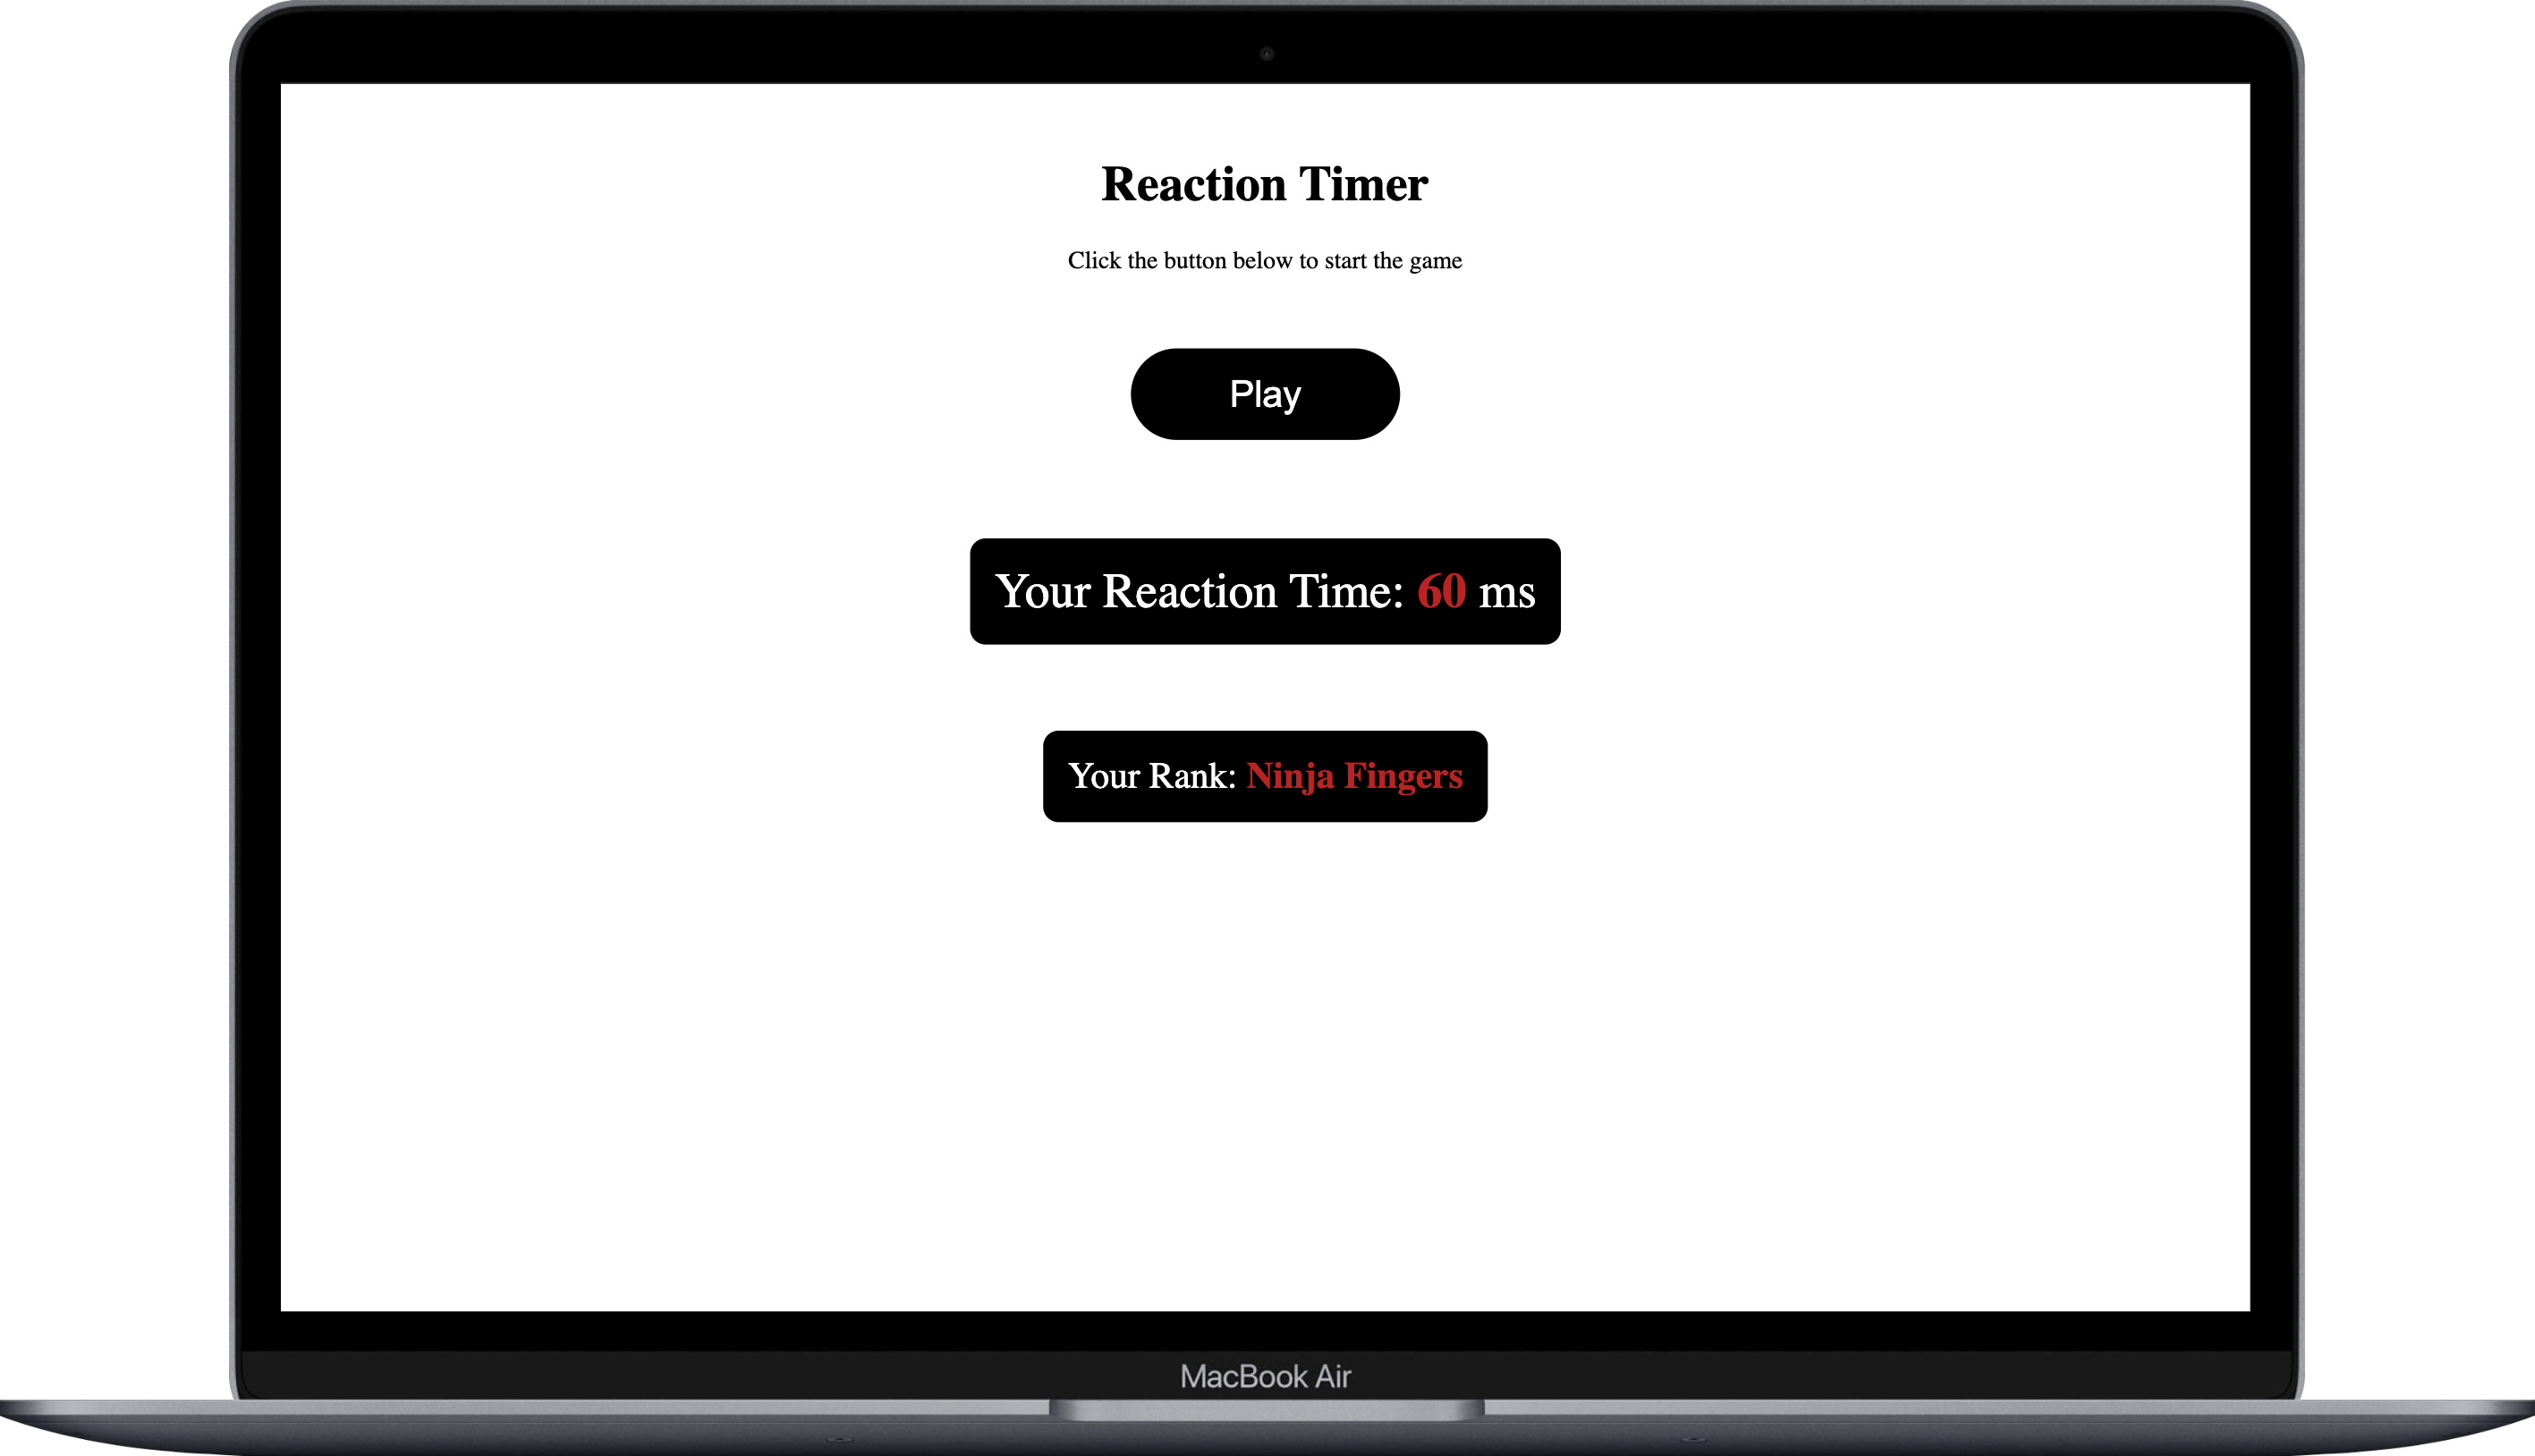 Reaction Timer
Click the button below to start the game
Play
Your Reaction Time: 60 ms
Your Rank: Ninja Fingers
MacBook Air